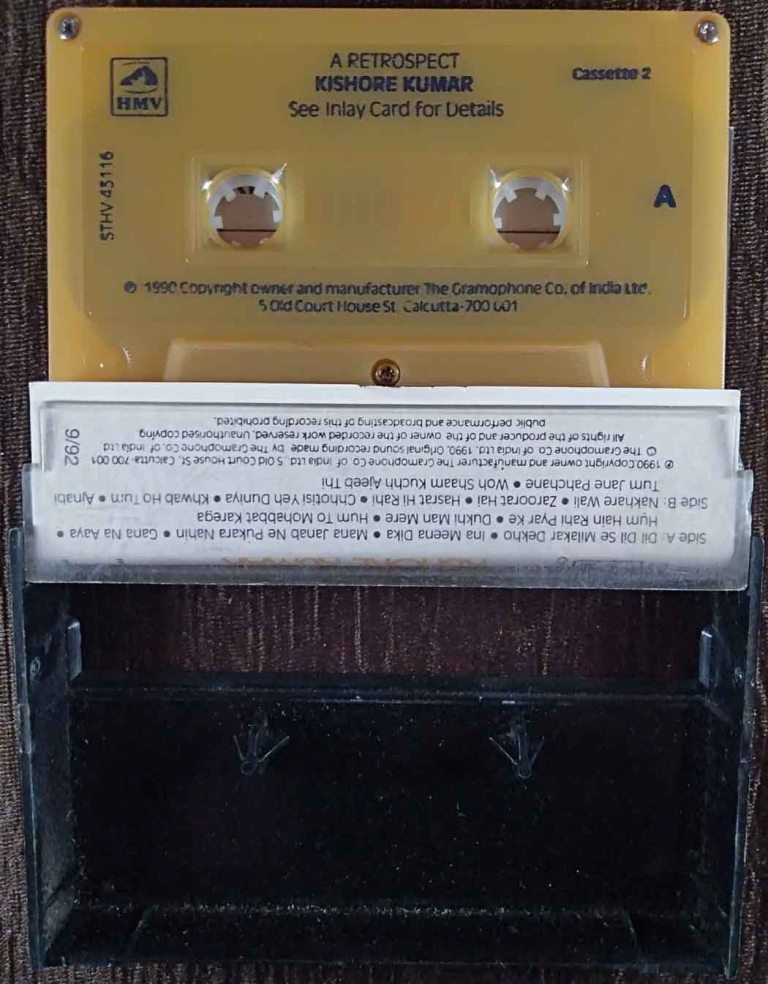 A RETROSPECT
KISHORE KUMAR
See Inlay Card for Details
Cassette 2
HMV
STHV 43116
A
℗ 1990 Copyright owner and manufacturer The Gramophone Co. of India Ltd.
5 Old Court House St. Calcutta-700 001
Side A: Dil Dil Se Milakar Dekho • Ina Meena Dika • Mana Janab Ne Pukara Nahin • Gana Na Aaya •
Hum Hain Rahi Pyar Ke • Dukhi Man Mere • Hum To Mohabbat Karega
Side B: Nakhare Wali • Zaroorat Hai • Hasrat Hi Rahi • Chhotisi Yeh Duniya • Khwab Ho Tum • Ajnabi •
Tum Jane Pahchane • Woh Shaam Kuchh Ajeeb Thi
℗ 1990 copyright owner and manufacturer The Gramophone Co. of India Ltd., 5 Old Court House St, Calcutta-700 001
© The Gramophone Co of India Ltd., 1990. Original sound recording made by The Gramophone Co. of India Ltd.
All rights of the producer and of the owner of the recorded work reserved. Unauthorised copying
public performance and broadcasting of this recording prohibited.
9/92